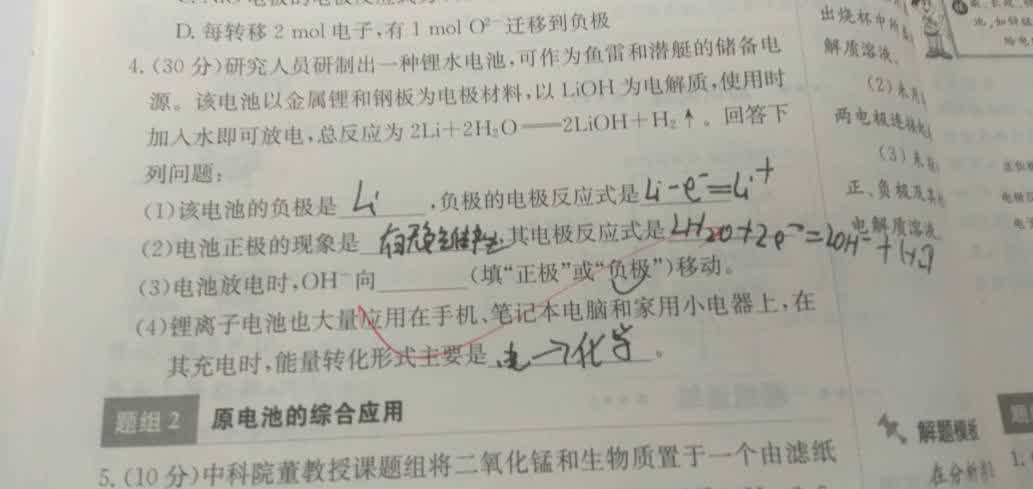 D. 每转移 2 mol 电子,有 1 mol O²⁻ 迁移到负极
4.(30 分)研究人员研制出一种锂水电池,可作为鱼雷和潜艇的储备电
源。该电池以金属锂和钢板为电极材料,以 LiOH 为电解质,使用时
加入水即可放电,总反应为 2Li+2H₂O══2LiOH+H₂↑。回答下
列问题:
(1)该电池的负极是 Li ,负极的电极反应式是 Li-e⁻=Li⁺
(2)电池正极的现象是 有 产生,其电极反应式是 2H2O+2e⁻=2OH⁻+H2
(3)电池放电时,OH⁻向______(填“正极”或“负极”)移动。
(4)锂离子电池也大量应用在手机、笔记本电脑和家用小电器上,在
其充电时,能量转化形式主要是 电→化学 。
题组 2 原电池的综合应用
5.(10 分)中科院董教授课题组将二氧化锰和生物质置于一个由滤纸
出烧杯中所
解质溶液。
(2)
两电极连接
(3)
正、负极及
电解质溶液
解题模板
在分析
1.